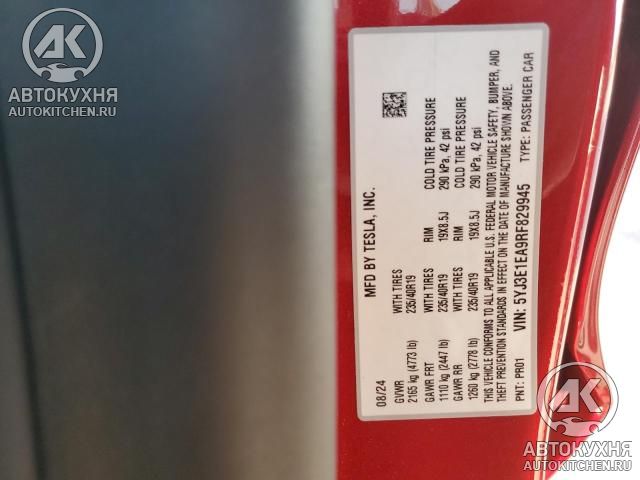 AK
АВТОКУХНЯ
AUTOKITCHEN.RU
MFD BY TESLA, INC.
08/24
GVWR
2165 kg (4773 lb)
GAWR FRT WITH TIRES RIM COLD TIRE PRESSURE
1110 kg (2447 lb) 235/40R19 19X8.5J 290 kPa, 42 psi
GAWR RR WITH TIRES RIM COLD TIRE PRESSURE
1260 kg (2778 lb) 235/40R19 19X8.5J 290 kPa, 42 psi
THIS VEHICLE CONFORMS TO ALL APPLICABLE U.S. FEDERAL MOTOR VEHICLE SAFETY, BUMPER, AND
THEFT PREVENTION STANDARDS IN EFFECT ON THE DATE OF MANUFACTURE SHOWN ABOVE.
PNT: PR01 VIN: 5YJ3E1EA9RF829945 TYPE: PASSENGER CAR
AK
АВТОКУХНЯ
AUTOKITCHEN.RU